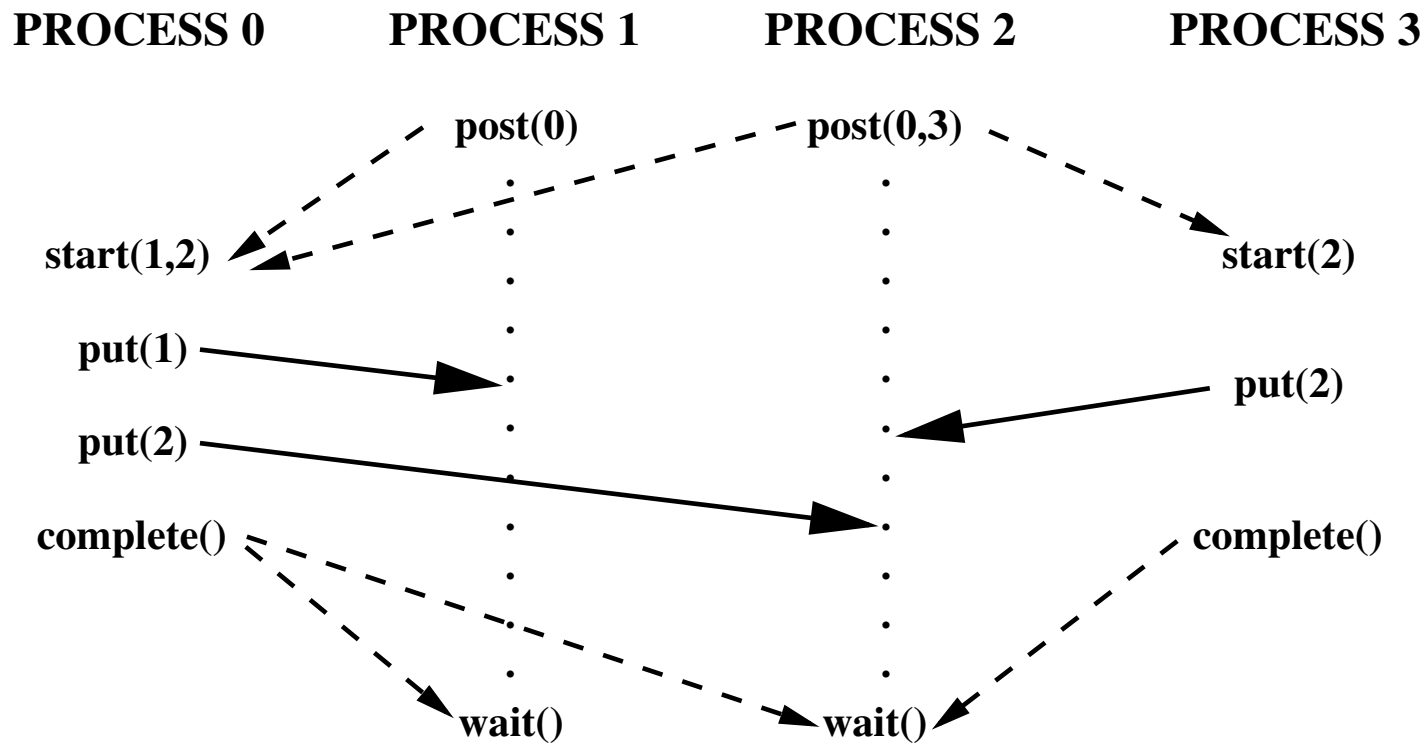 PROCESS 0 PROCESS 1 PROCESS 2 PROCESS 3
post(0) post(0,3)
start(1,2) start(2)
put(1)
put(2)
put(2)
complete() complete()
wait() wait()